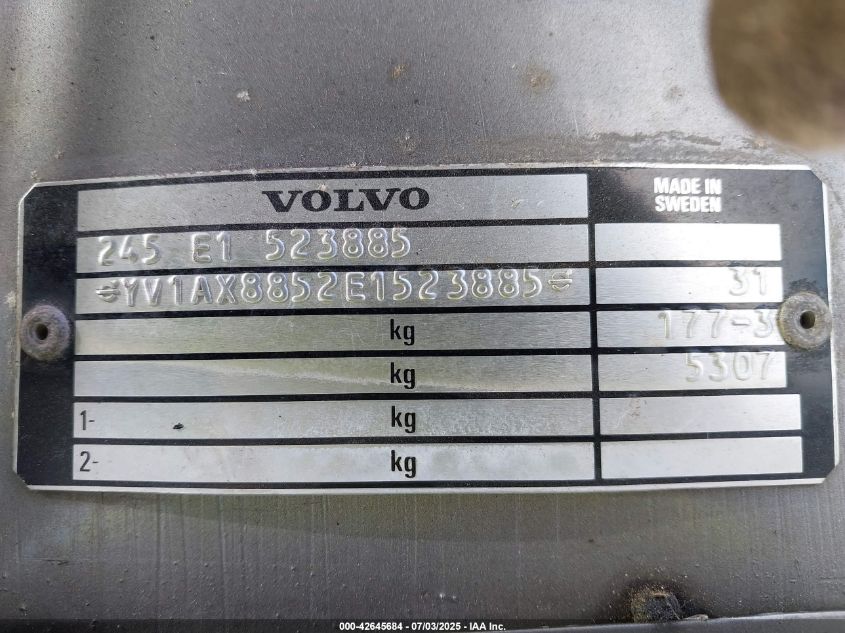 VOLVO
MADE IN
SWEDEN
245 E1 523885
YV1AX8852E1523885 31
kg 177-3
kg 5307
1- kg
2- kg
000-42645684 - 07/03/2025 - IAA Inc.